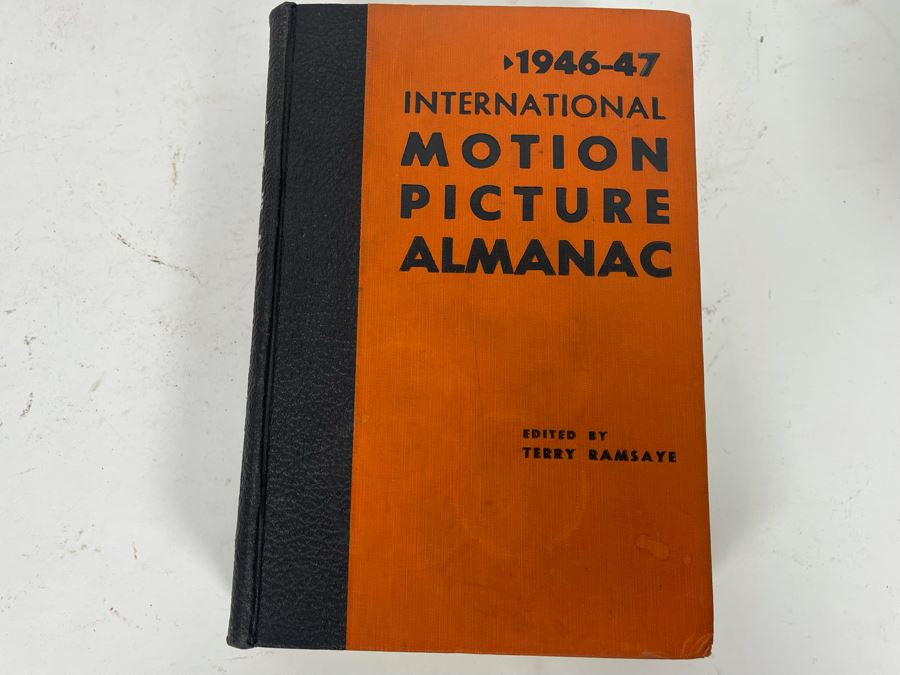 1946-47
INTERNATIONAL
MOTION
PICTURE
ALMANAC
EDITED BY
TERRY RAMSAYE